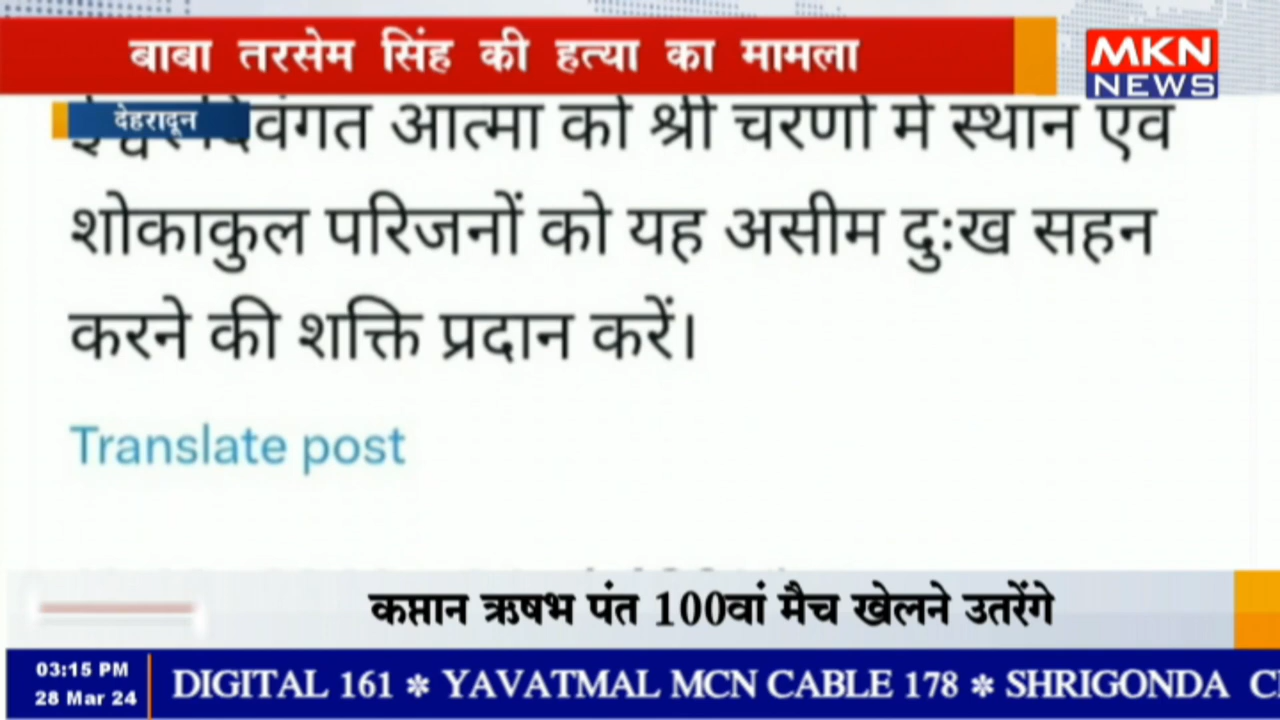 बाबा तरसेम सिंह की हत्या का मामला
MKN
NEWS
देहरादून
आत्मा को श्री चरणों में स्थान एवं
शोकाकुल परिजनों को यह असीम दुःख सहन
करने की शक्ति प्रदान करें।
Translate post
कप्तान ऋषभ पंत 100वां मैच खेलने उतरेंगे
03:15 PM
28 Mar 24
DIGITAL 161 ✻ YAVATMAL MCN CABLE 178 ✻ SHRIGONDA